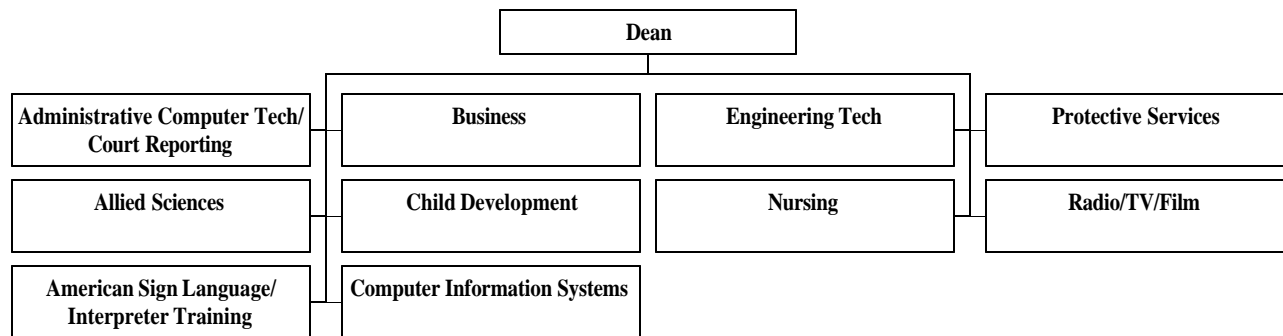 Dean
Administrative Computer Tech/
Court Reporting
Business
Engineering Tech
Protective Services
Allied Sciences
Child Development
Nursing
Radio/TV/Film
American Sign Language/
Interpreter Training
Computer Information Systems